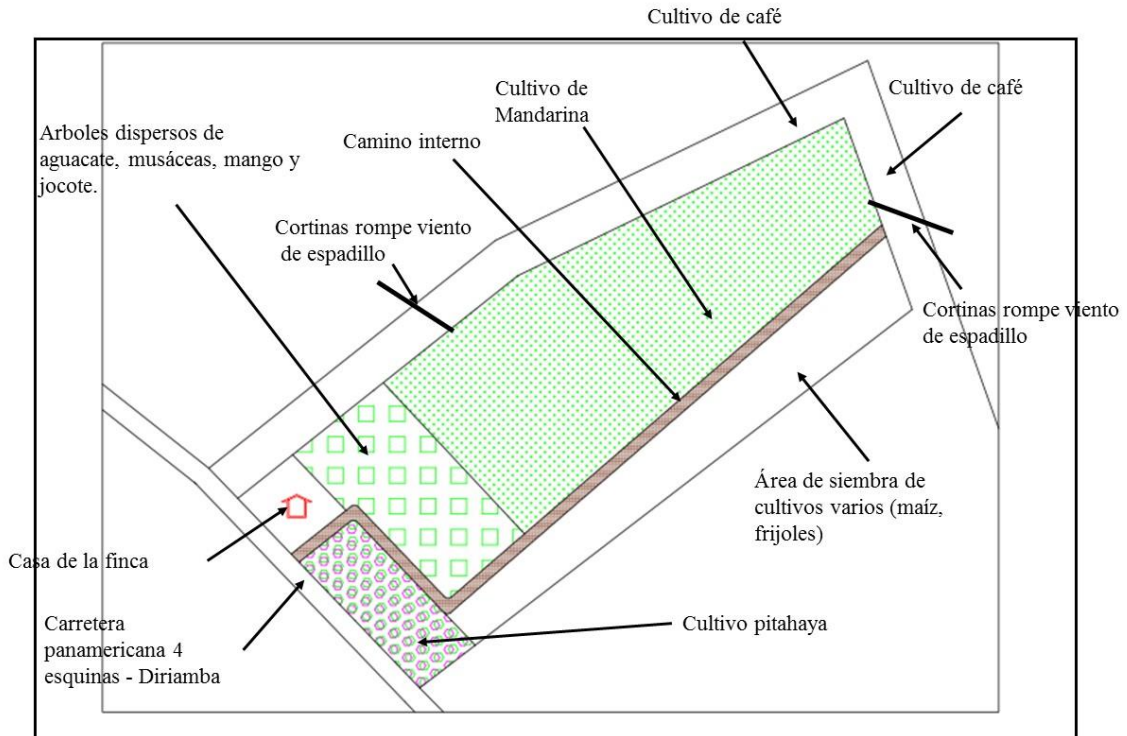 Cultivo de café
Cultivo de
Mandarina
Cultivo de café
Arboles dispersos de
aguacate, musáceas, mango y
jocote.
Camino interno
Cortinas rompe viento
de espadillo
Cortinas rompe viento
de espadillo
Área de siembra de
cultivos varios (maíz,
frijoles)
Casa de la finca
Carretera
panamericana 4
esquinas - Diriamba
Cultivo pitahaya